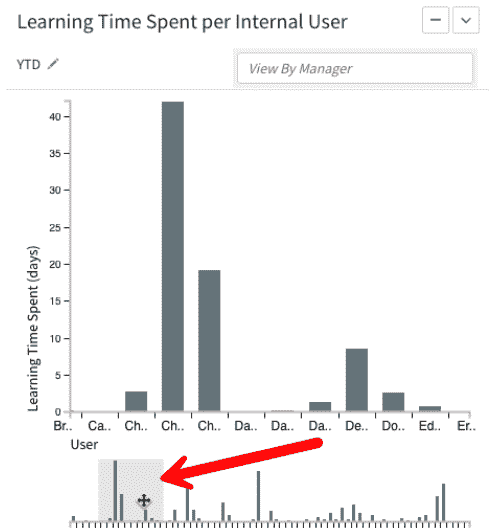 Learning Time Spent per Internal User
YTD
View By Manager
Learning Time Spent (days)
40
35
30
25
20
15
10
5
0
Br.. Ca.. Ch.. Ch.. Ch.. Da.. Da.. Da.. De.. Do.. Ed.. Er..
User